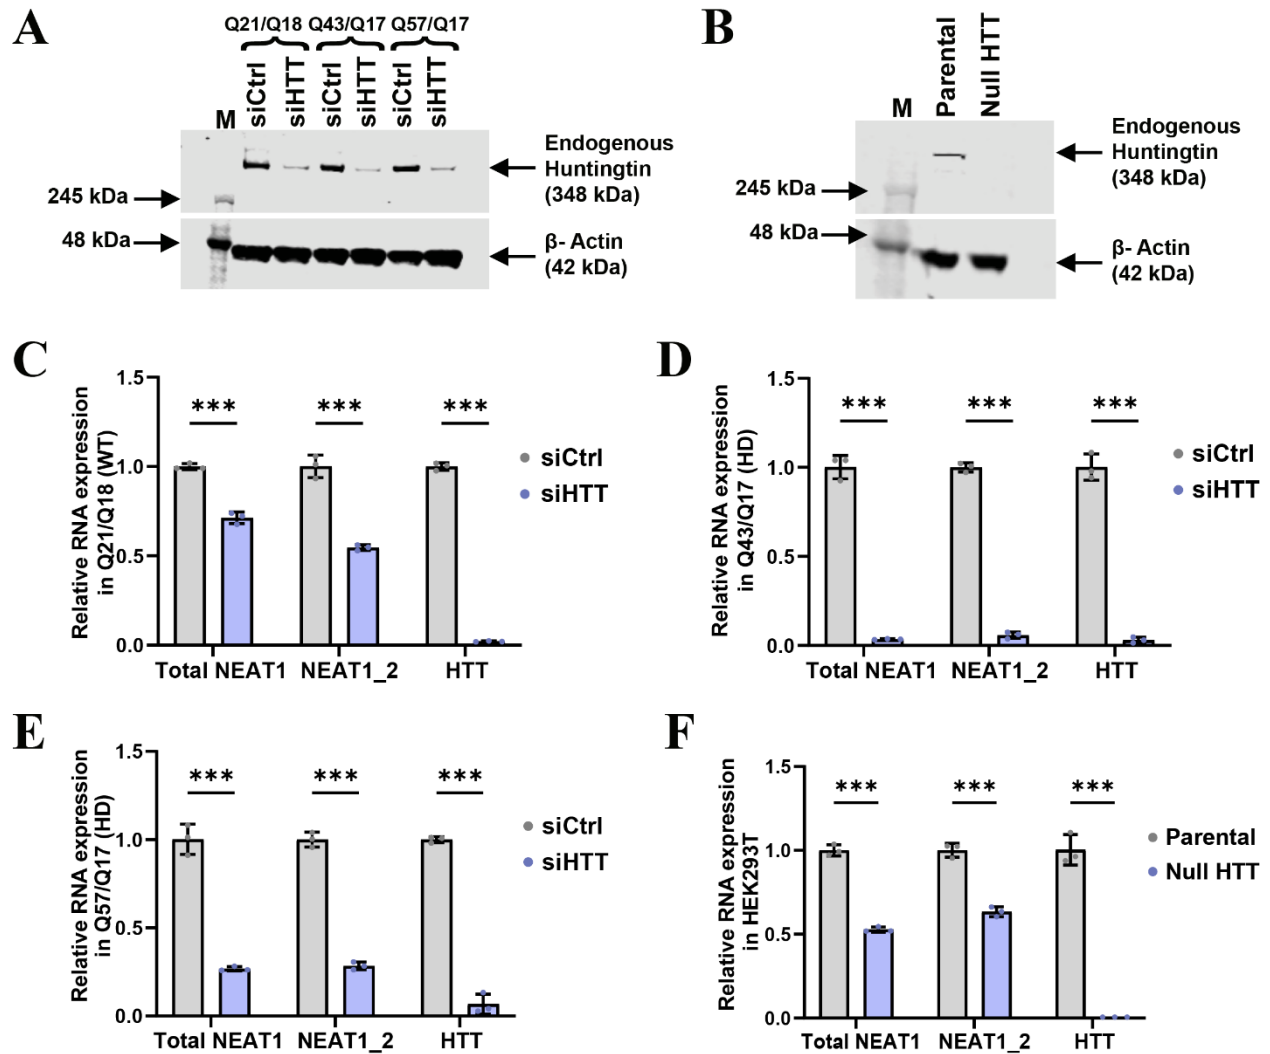 A
Q21/Q18 Q43/Q17 Q57/Q17
M
siCtrl
siHTT
siCtrl
siHTT
siCtrl
siHTT
Endogenous
Huntingtin
(348 kDa)
245 kDa
48 kDa
β- Actin
(42 kDa)
B
M
Parental
Null HTT
Endogenous
Huntingtin
(348 kDa)
245 kDa
48 kDa
β- Actin
(42 kDa)
C
Relative RNA expression
in Q21/Q18 (WT)
1.5
1.0
0.5
0.0
*** *** ***
Total NEAT1 NEAT1_2 HTT
siCtrl
siHTT
D
Relative RNA expression
in Q43/Q17 (HD)
1.5
1.0
0.5
0.0
*** *** ***
Total NEAT1 NEAT1_2 HTT
siCtrl
siHTT
E
Relative RNA expression
in Q57/Q17 (HD)
1.5
1.0
0.5
0.0
*** *** ***
Total NEAT1 NEAT1_2 HTT
siCtrl
siHTT
F
Relative RNA expression
in HEK293T
1.5
1.0
0.5
0.0
*** *** ***
Total NEAT1 NEAT1_2 HTT
Parental
Null HTT